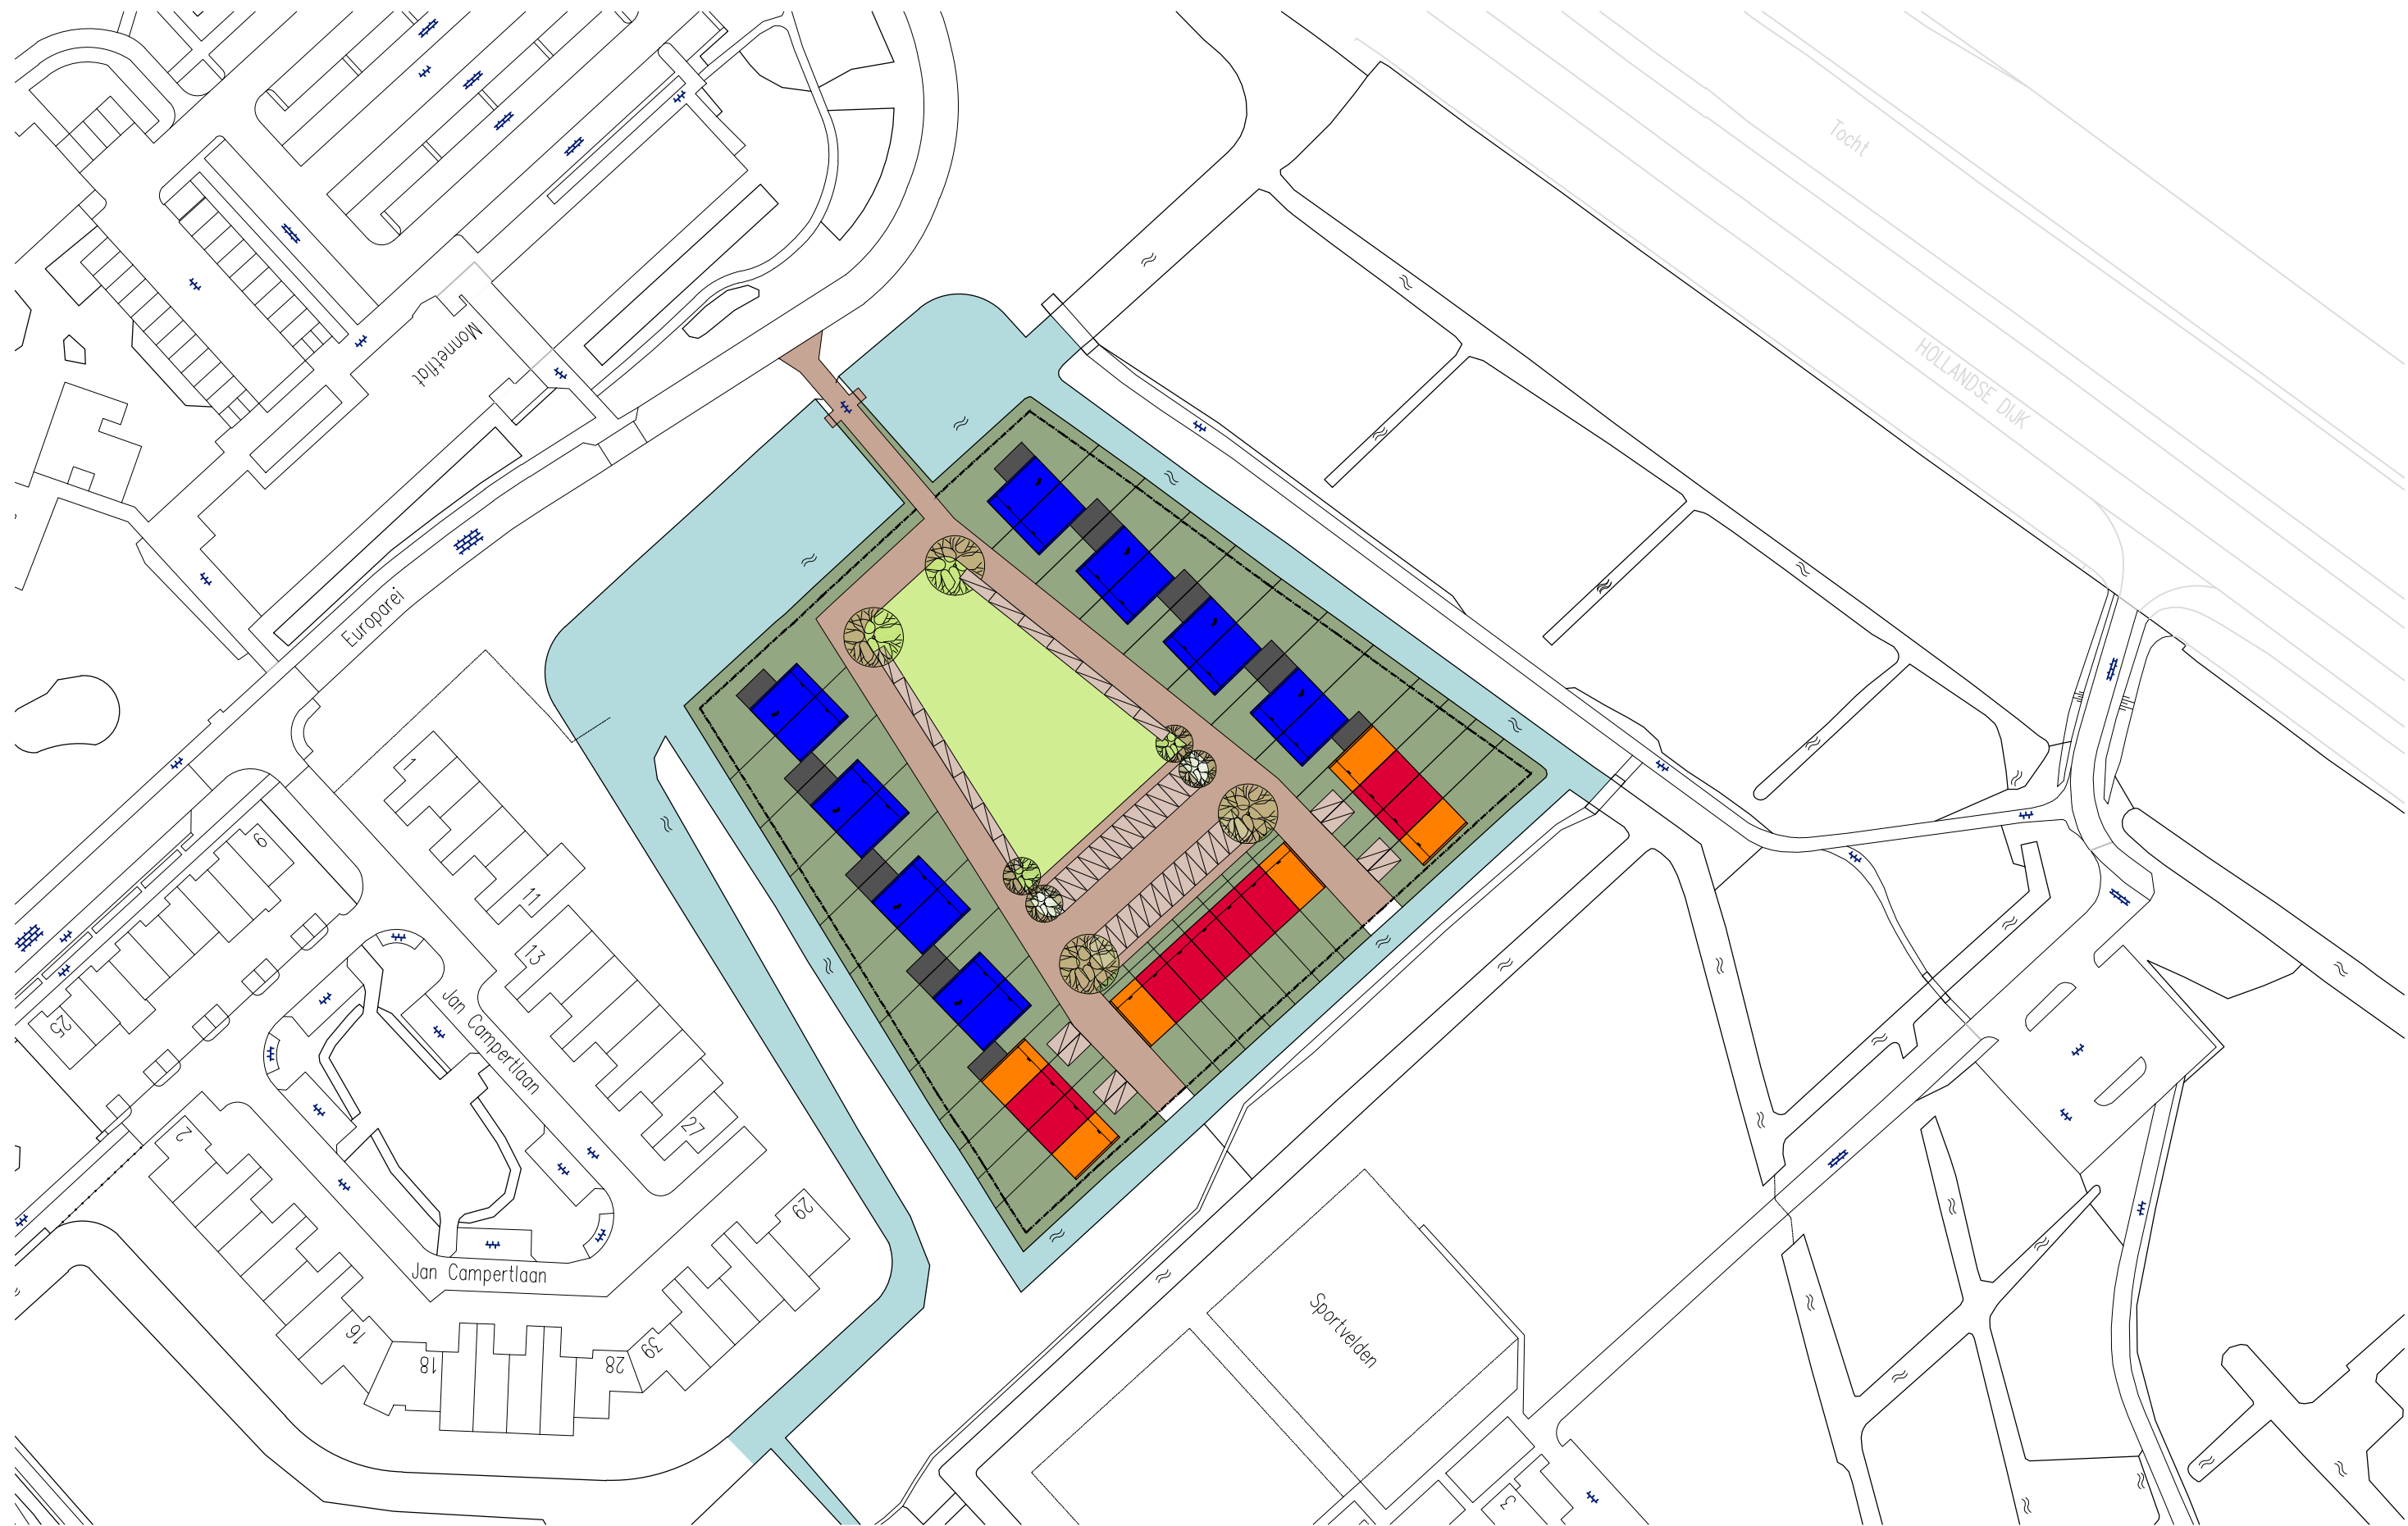 Tocht
HOLLANDSE DIJK
Monnetflat
Europarei
1
9
11
13
25
Jan Campertlaan
27
2
29
Jan Campertlaan
16
18
28
39
Sportvelden
3